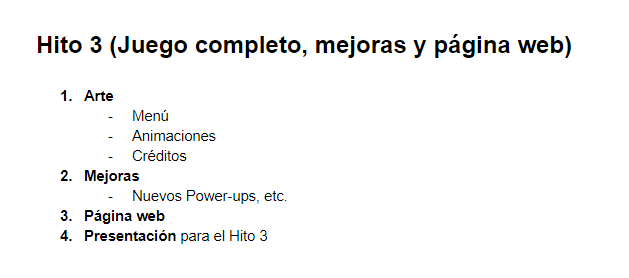 Hito 3 (Juego completo, mejoras y página web)
1. Arte
- Menú
- Animaciones
- Créditos
2. Mejoras
- Nuevos Power-ups, etc.
3. Página web
4. Presentación para el Hito 3